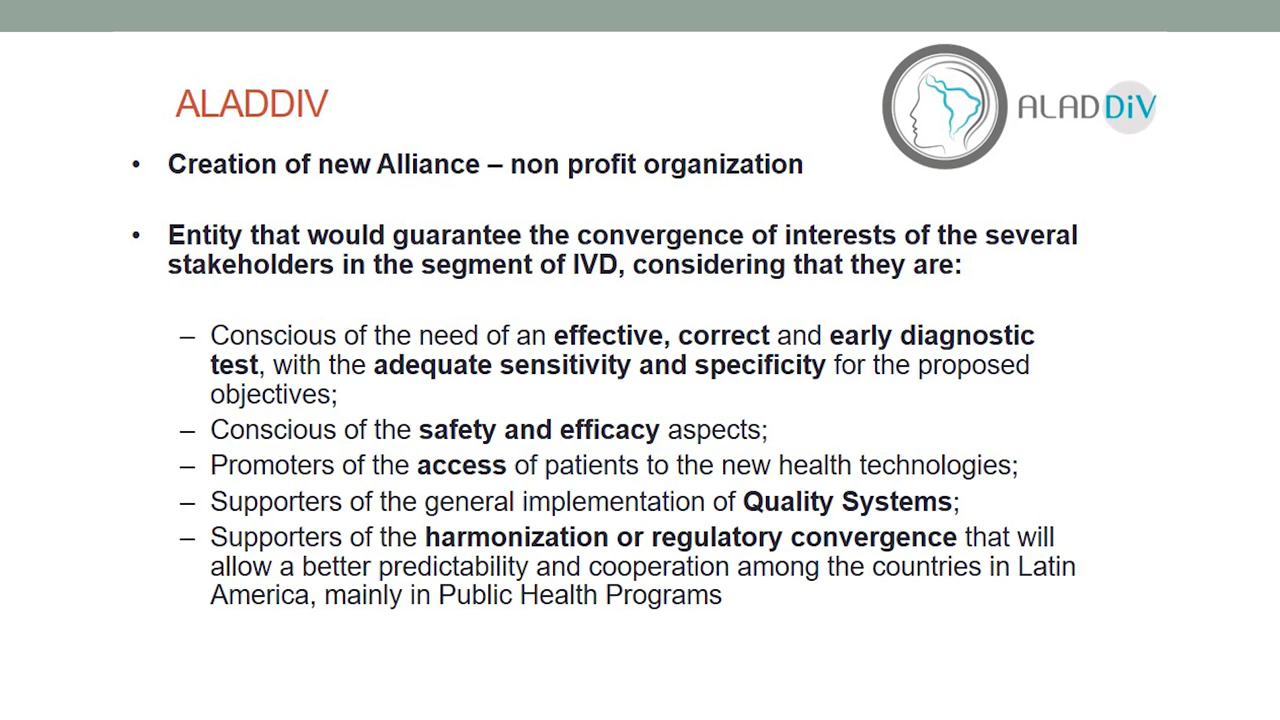 ALADDIV
ALADDiV
• Creation of new Alliance – non profit organization
• Entity that would guarantee the convergence of interests of the several
stakeholders in the segment of IVD, considering that they are:
– Conscious of the need of an effective, correct and early diagnostic
test, with the adequate sensitivity and specificity for the proposed
objectives;
– Conscious of the safety and efficacy aspects;
– Promoters of the access of patients to the new health technologies;
– Supporters of the general implementation of Quality Systems;
– Supporters of the harmonization or regulatory convergence that will
allow a better predictability and cooperation among the countries in Latin
America, mainly in Public Health Programs